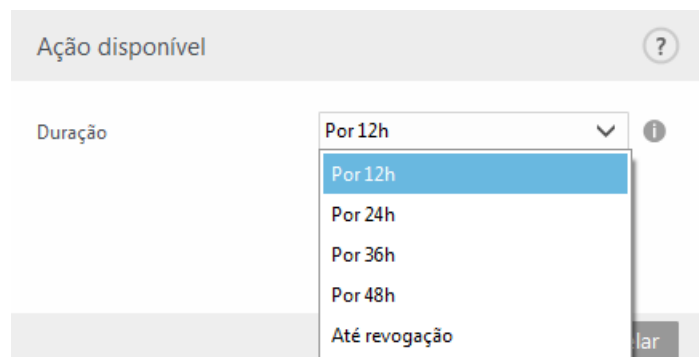 Ação disponível
?
Duração
Por 12h
i
Por 12h
Por 24h
Por 36h
Por 48h
Até revogação